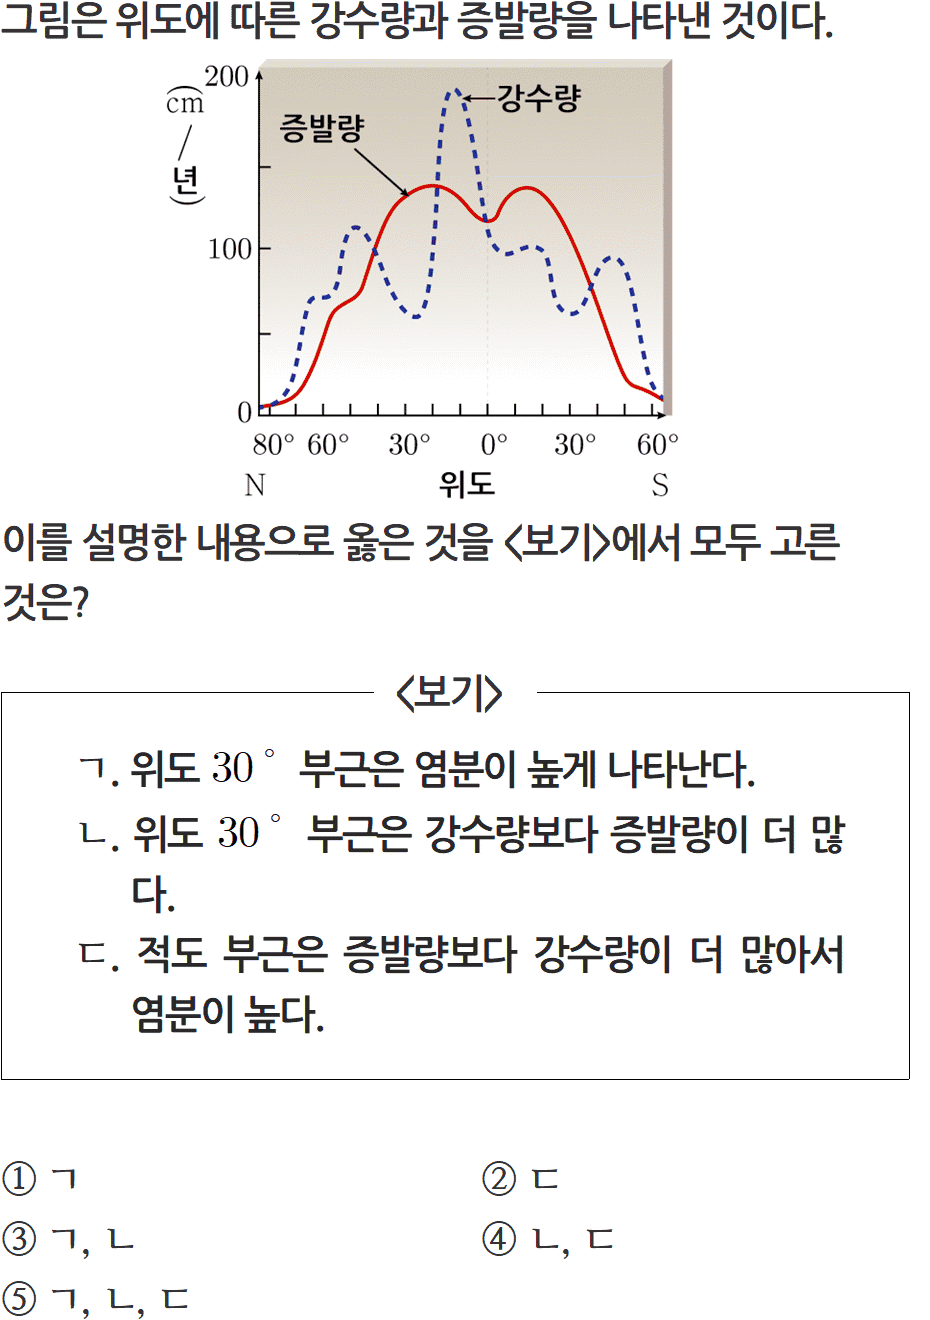 그림은 위도에 따른 강수량과 증발량을 나타낸 것이다.
200
(cm/년)
강수량
증발량
100
0
80° 60° 30° 0° 30° 60°
N 위도 S
이를 설명한 내용으로 옳은 것을 <보기>에서 모두 고른
것은?
<보기>
ㄱ. 위도 30° 부근은 염분이 높게 나타난다.
ㄴ. 위도 30° 부근은 강수량보다 증발량이 더 많
다.
ㄷ. 적도 부근은 증발량보다 강수량이 더 많아서
염분이 높다.
① ㄱ ② ㄷ
③ ㄱ, ㄴ ④ ㄴ, ㄷ
⑤ ㄱ, ㄴ, ㄷ